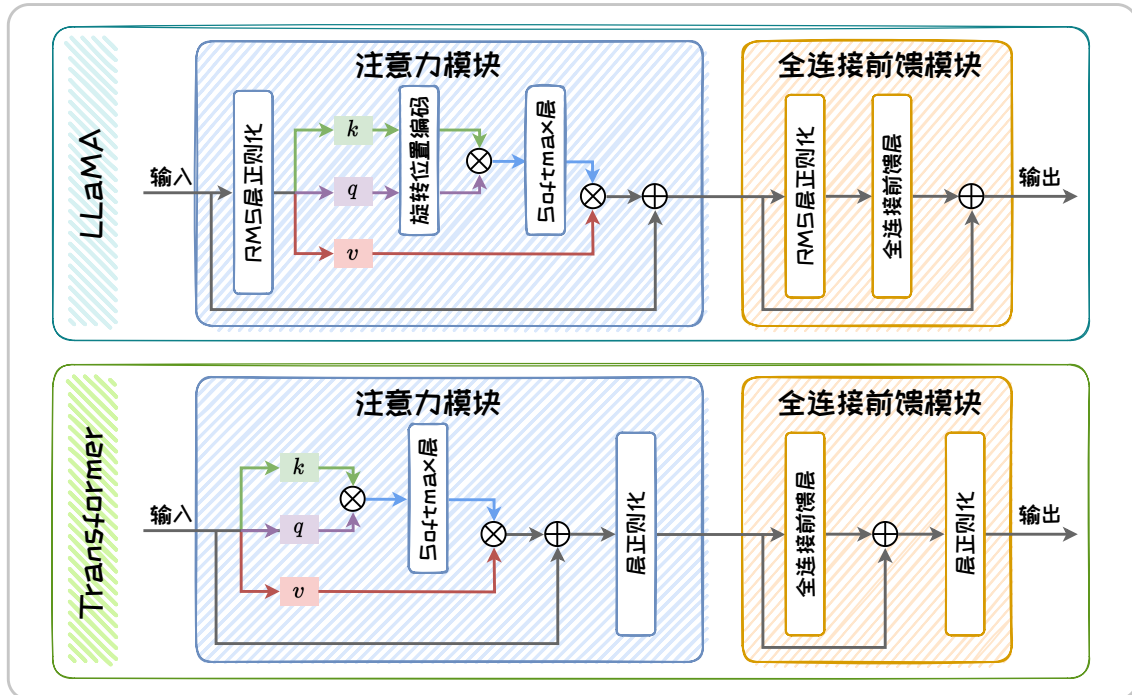 LLaMA
输入
注意力模块
RMS层正则化
k
q
v
旋转位置编码
Softmax层
全连接前馈模块
RMS层正则化
全连接前馈层
输出
Transformer
输入
注意力模块
k
q
v
Softmax层
层正则化
全连接前馈模块
全连接前馈层
层正则化
输出